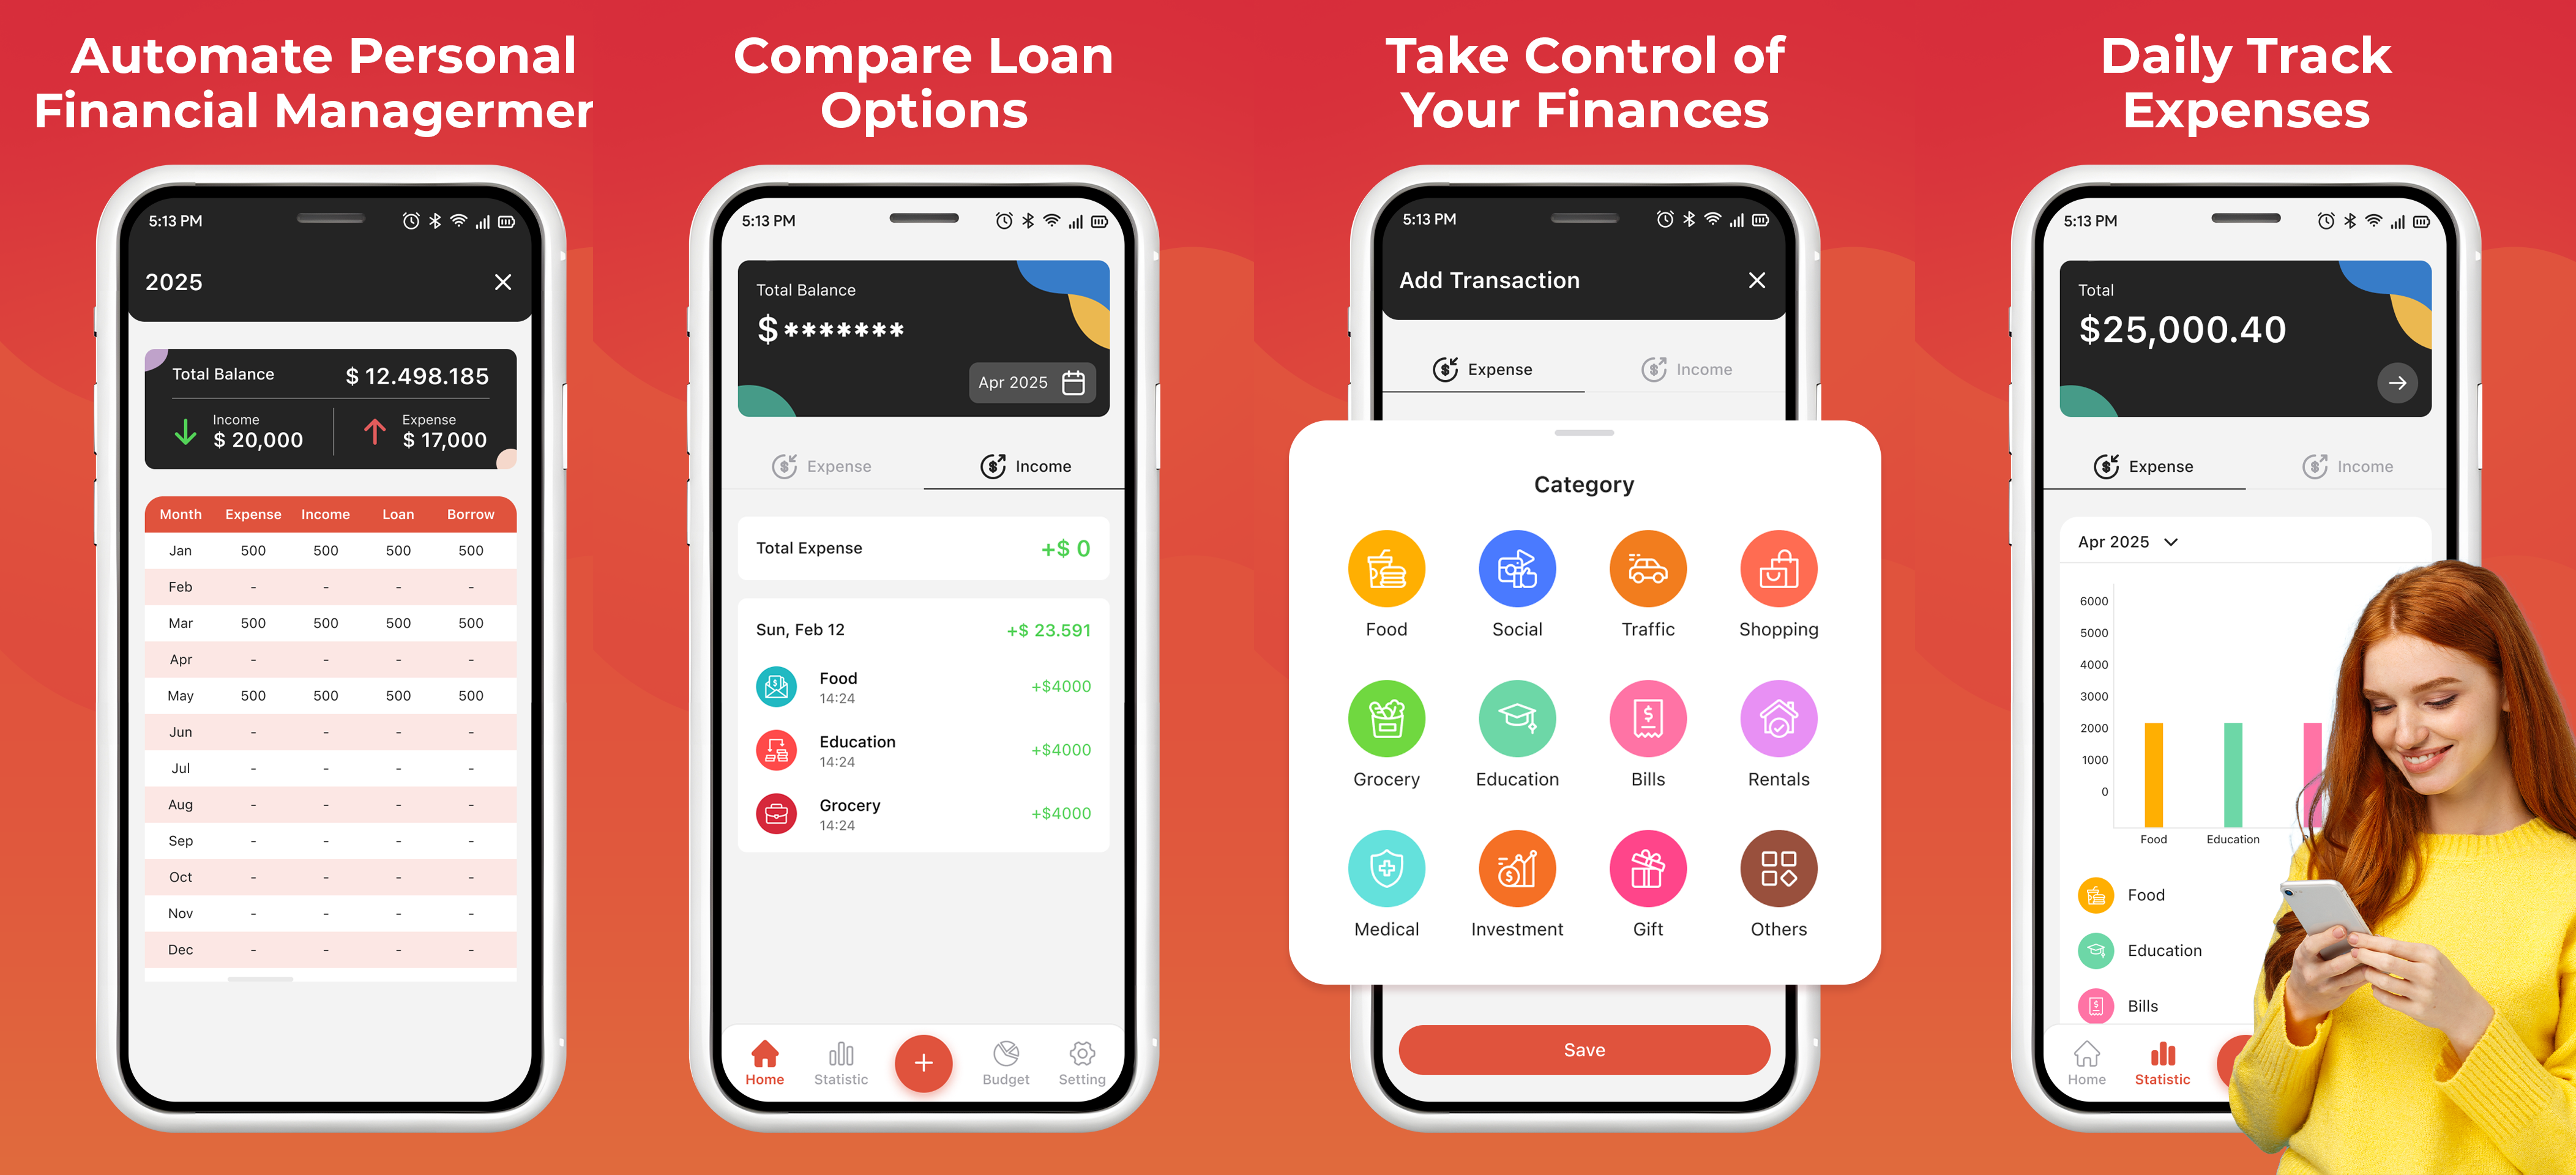 Automate Personal
Financial Managermer
5:13 PM
2025
Total Balance $ 12.498.185
Income Expense
$ 20,000 $ 17,000
Month Expense Income Loan Borrow
Jan 500 500 500 500
Feb - - - -
Mar 500 500 500 500
Apr - - - -
May 500 500 500 500
Jun - - - -
Jul - - - -
Aug - - - -
Sep - - - -
Oct - - - -
Nov - - - -
Dec - - - -
Compare Loan
Options
5:13 PM
Total Balance
$ *******
Apr 2025
Expense Income
Total Expense +$ 0
Sun, Feb 12 +$ 23.591
Food +$4000
14:24
Education +$4000
14:24
Grocery +$4000
14:24
Home Statistic + Budget Setting
Take Control of
Your Finances
5:13 PM
Add Transaction
Expense Income
Category
Food Social Traffic Shopping
Grocery Education Bills Rentals
Medical Investment Gift Others
Save
Daily Track
Expenses
5:13 PM
Total
$25,000.40
Expense Income
Apr 2025
6000
5000
4000
3000
2000
1000
0
Food Education
Food
Education
Bills
Home Statistic